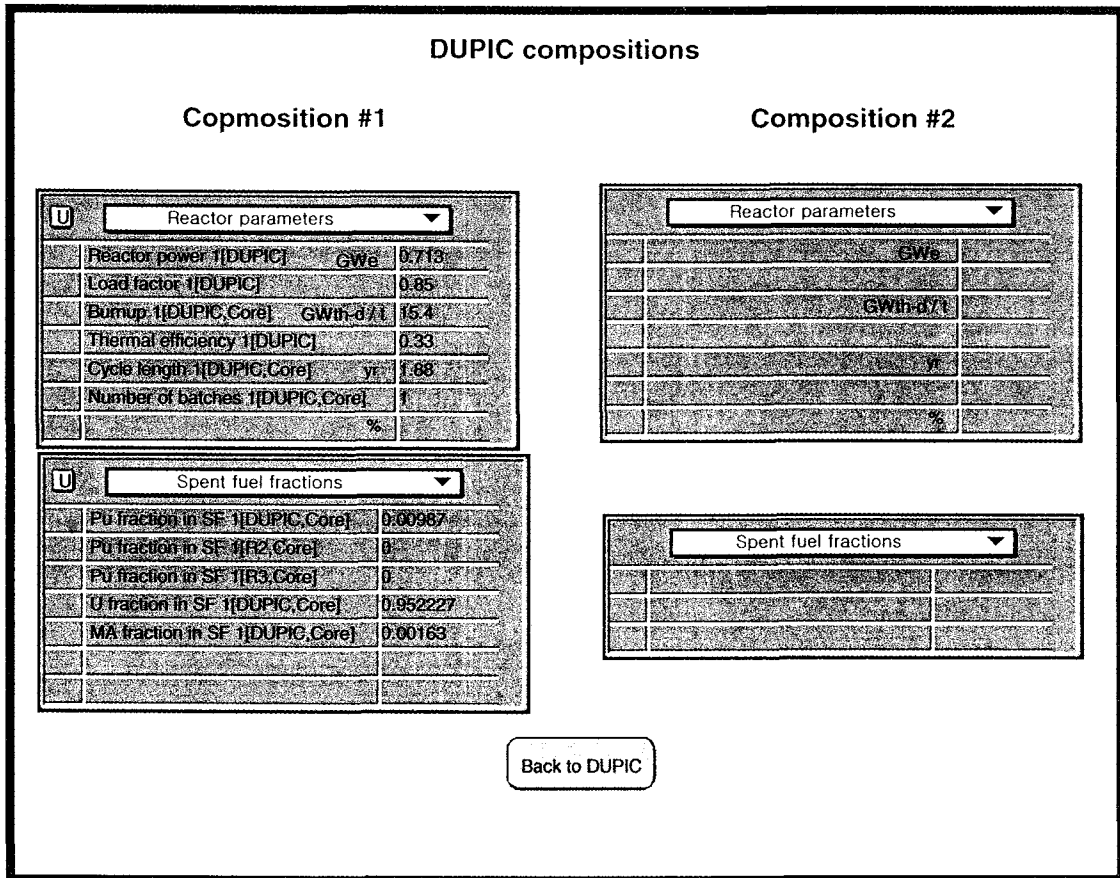 DUPIC compositions
Copmosition #1
Composition #2
U Reactor parameters
Reactor power 1[DUPIC] GWe 0.713
Load factor 1[DUPIC] 0.85
Burnup 1[DUPIC,Core] GWth-d / t 15.4
Thermal efficiency 1[DUPIC] 0.33
Cycle length 1[DUPIC,Core] yr 1.88
Number of batches 1[DUPIC,Core] 1
%
U Spent fuel fractions
Pu fraction in SF 1[DUPIC,Core] 0.00987
Pu fraction in SF 1[R2,Core] 0
Pu fraction in SF 1[R3,Core] 0
U fraction in SF 1[DUPIC,Core] 0.952227
MA fraction in SF 1[DUPIC,Core] 0.00163
Reactor parameters
GWe
GWth-d / t
yr
%
Spent fuel fractions
Back to DUPIC